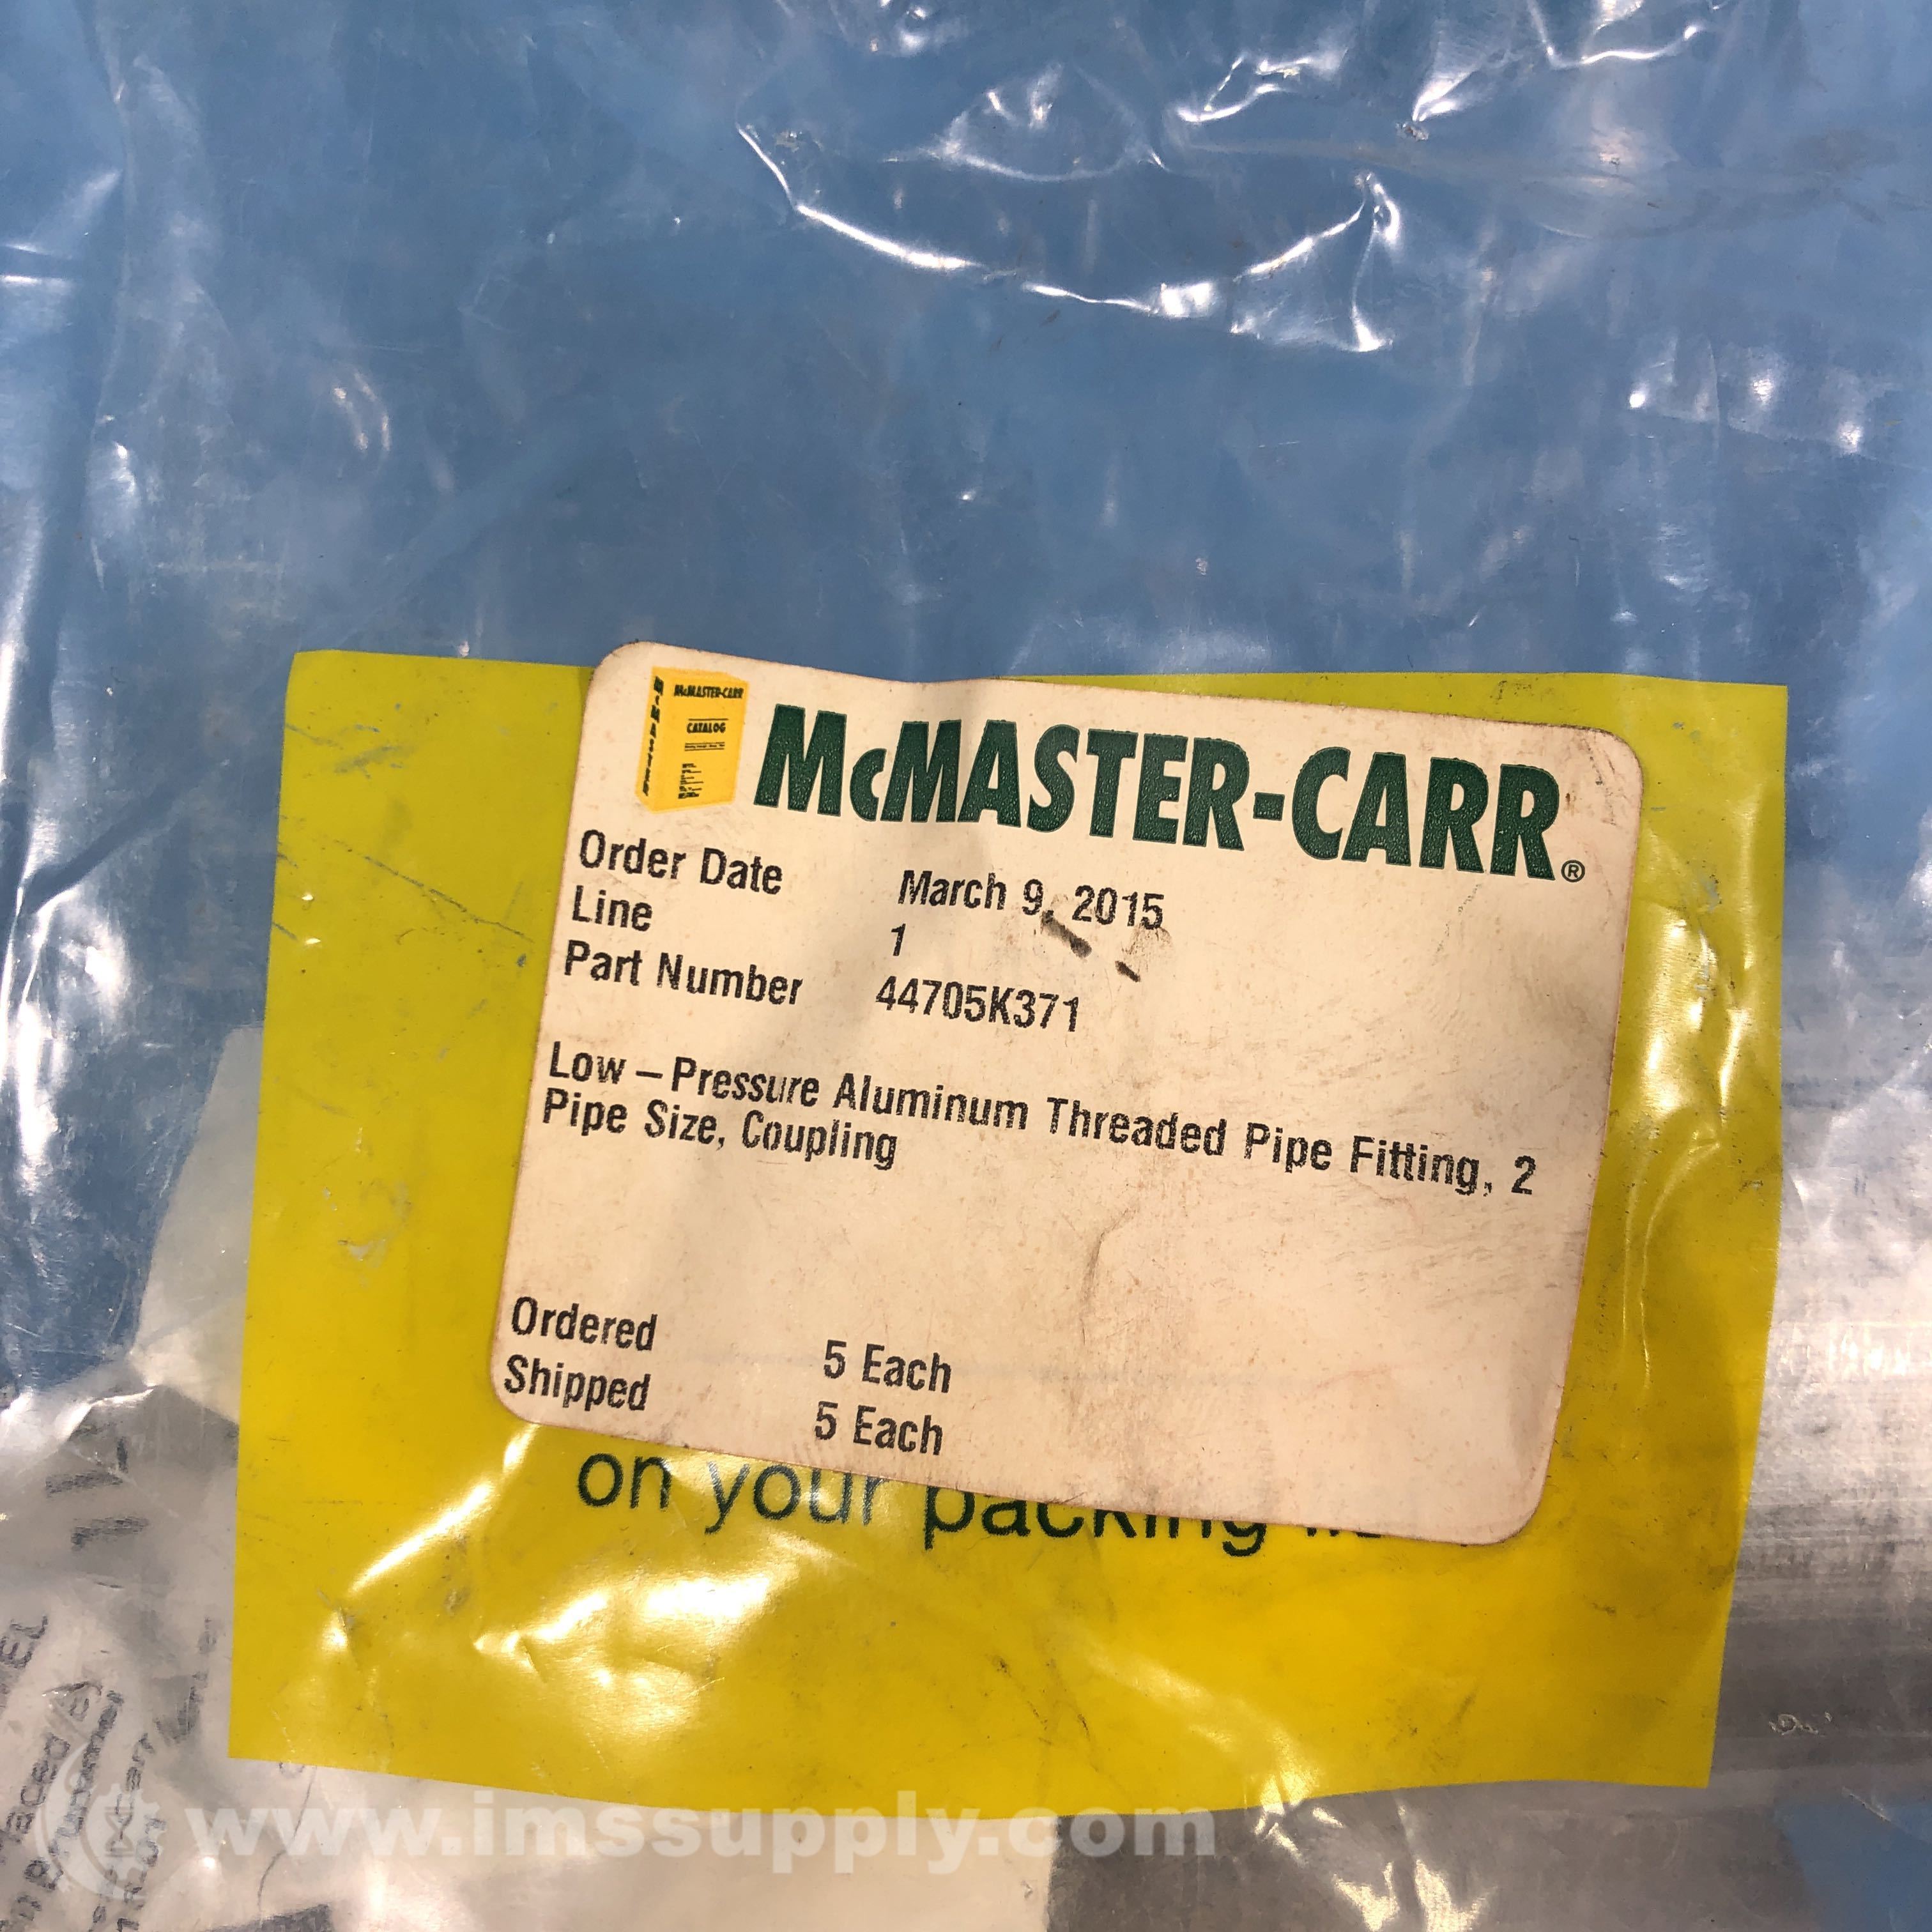 McMASTER-CARR
CATALOG
McMASTER-CARR®
Order Date March 9, 2015
Line 1
Part Number 44705K371
Low-Pressure Aluminum Threaded Pipe Fitting, 2
Pipe Size, Coupling
Ordered 5 Each
Shipped 5 Each
on your packing
www.imssupply.com